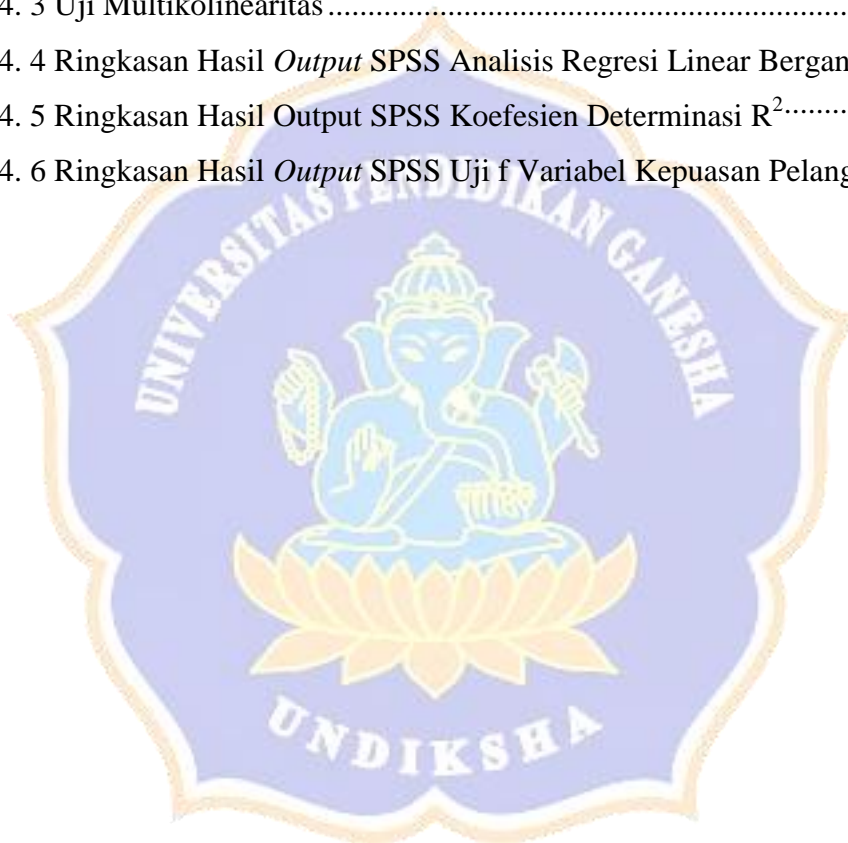 4. 3 Uji Multikolinearitas........................................................................
4. 4 Ringkasan Hasil Output SPSS Analisis Regresi Linear Bergan
4. 5 Ringkasan Hasil Output SPSS Koefesien Determinasi R²........
4. 6 Ringkasan Hasil Output SPSS Uji f Variabel Kepuasan Pelang
UNIVERSITAS PENDIDIKAN GANESHA
UNDIKSHA